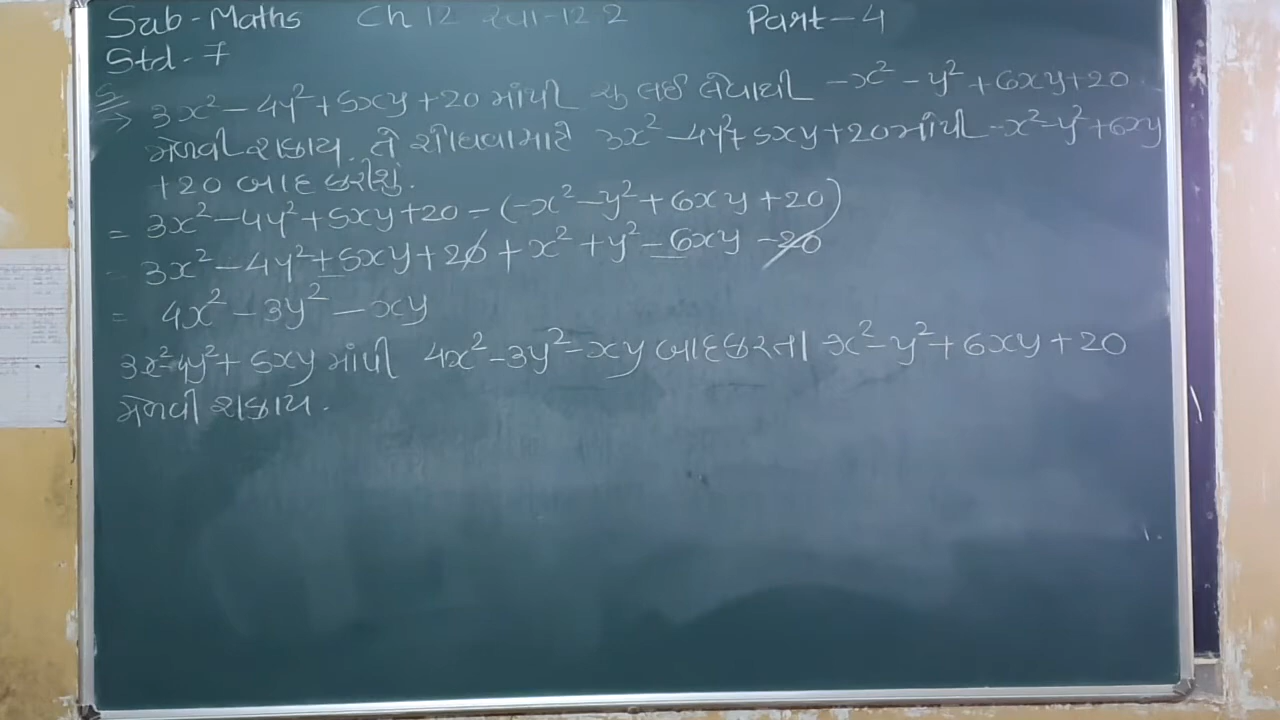 Sub - Maths Ch 12 સ્વા-12.2 Part-4
Std. 7
5 3x² - 4y² + 5xy + 20 માંથી શું લઈ લેવાથી -x² - y² + 6xy + 20
→ મેળવી શકાય. તે શોધવા માટે 3x² - 4y² + 5xy + 20 માંથી -x² - y² + 6xy
+20 બાદ કરીશું.
= 3x² - 4y² + 5xy + 20 - (-x² - y² + 6xy + 20)
= 3x² - 4y² + 5xy + 20 + x² + y² - 6xy - 20
= 4x² - 3y² - xy
3x² - 4y² + 5xy માંથી 4x² - 3y² - xy બાદ કરતા x² - y² + 6xy + 20
મેળવી શકાય.